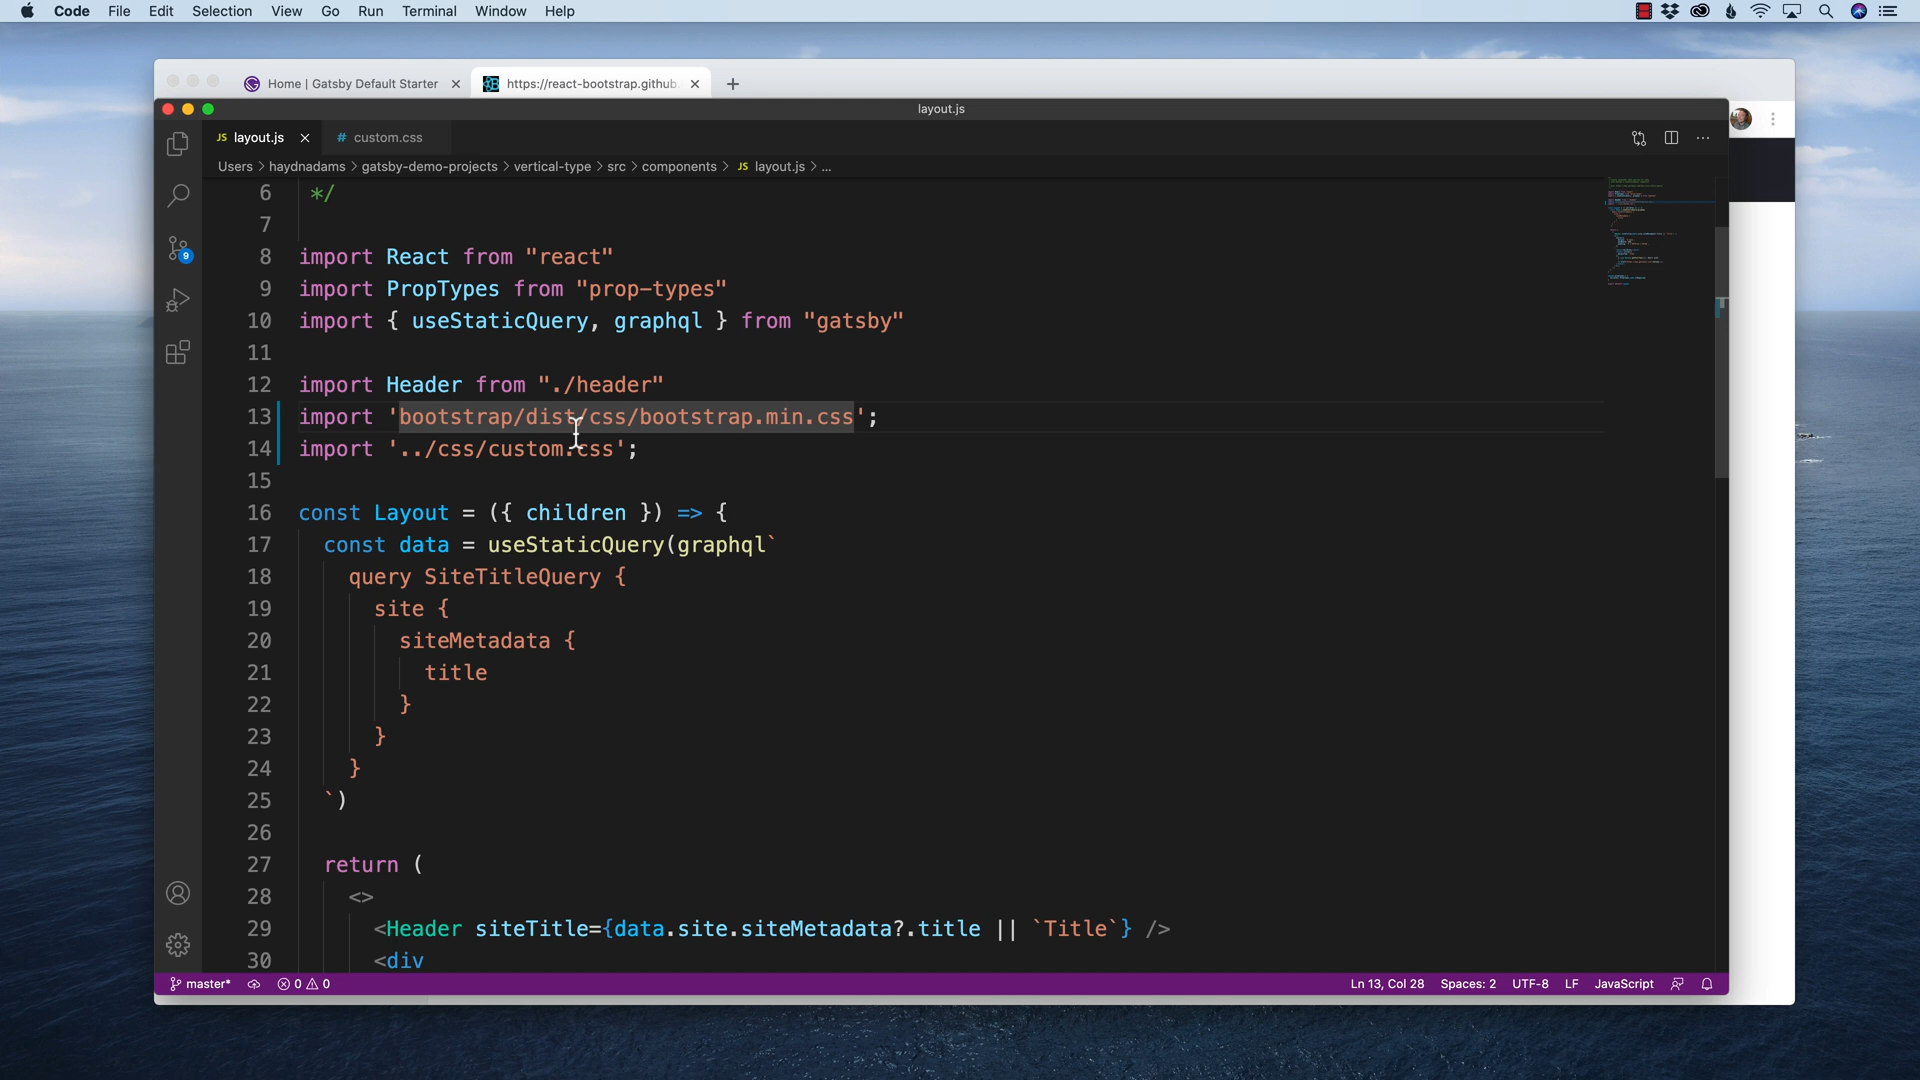 Code File Edit Selection View Go Run Terminal Window Help
Home | Gatsby Default Starter
https://react-bootstrap.github.
layout.js
JS layout.js
# custom.css
Users > haydnadams > gatsby-demo-projects > vertical-type > src > components > JS layout.js > ...
9
6 */
7
8 import React from "react"
9 import PropTypes from "prop-types"
10 import { useStaticQuery, graphql } from "gatsby"
11
12 import Header from "./header"
13 import 'bootstrap/dist/css/bootstrap.min.css';
14 import '../css/custom.css';
15
16 const Layout = ({ children }) => {
17 const data = useStaticQuery(graphql`
18 query SiteTitleQuery {
19 site {
20 siteMetadata {
21 title
22 }
23 }
24 }
25 `)
26
27 return (
28 <>
29 <Header siteTitle={data.site.siteMetadata?.title || `Title`} />
30 <div
master* 0 0 Ln 13, Col 28 Spaces: 2 UTF-8 LF JavaScript